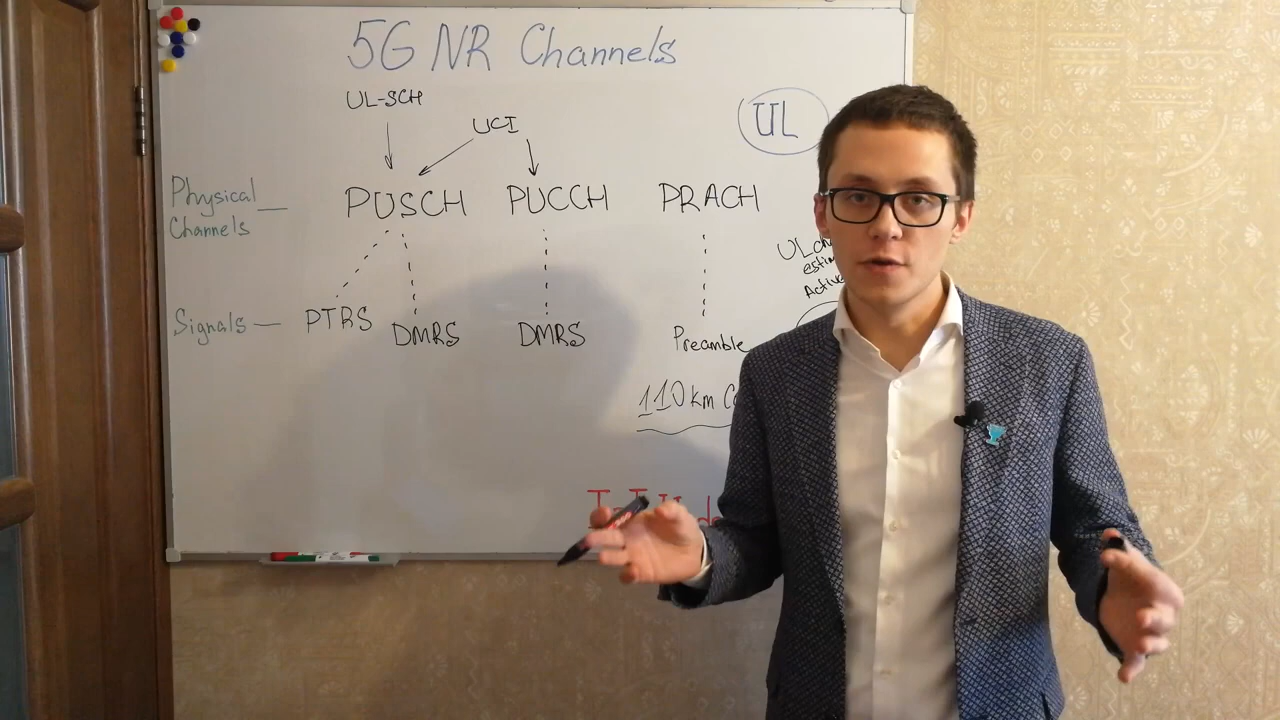 5G NR Channels
UL-SCH
UCI
UL
Physical
Channels
PUSCH
PUCCH
PRACH
UL
Signals
PTRS
DMRS
DMRS
Preamble
110 km